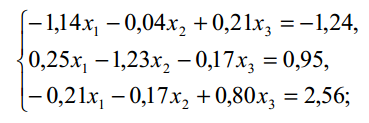 −1,14x₁ − 0,04x₂ + 0,21x₃ = −1,24,
0,25x₁ − 1,23x₂ − 0,17x₃ = 0,95,
− 0,21x₁ − 0,17x₂ + 0,80x₃ = 2,56;